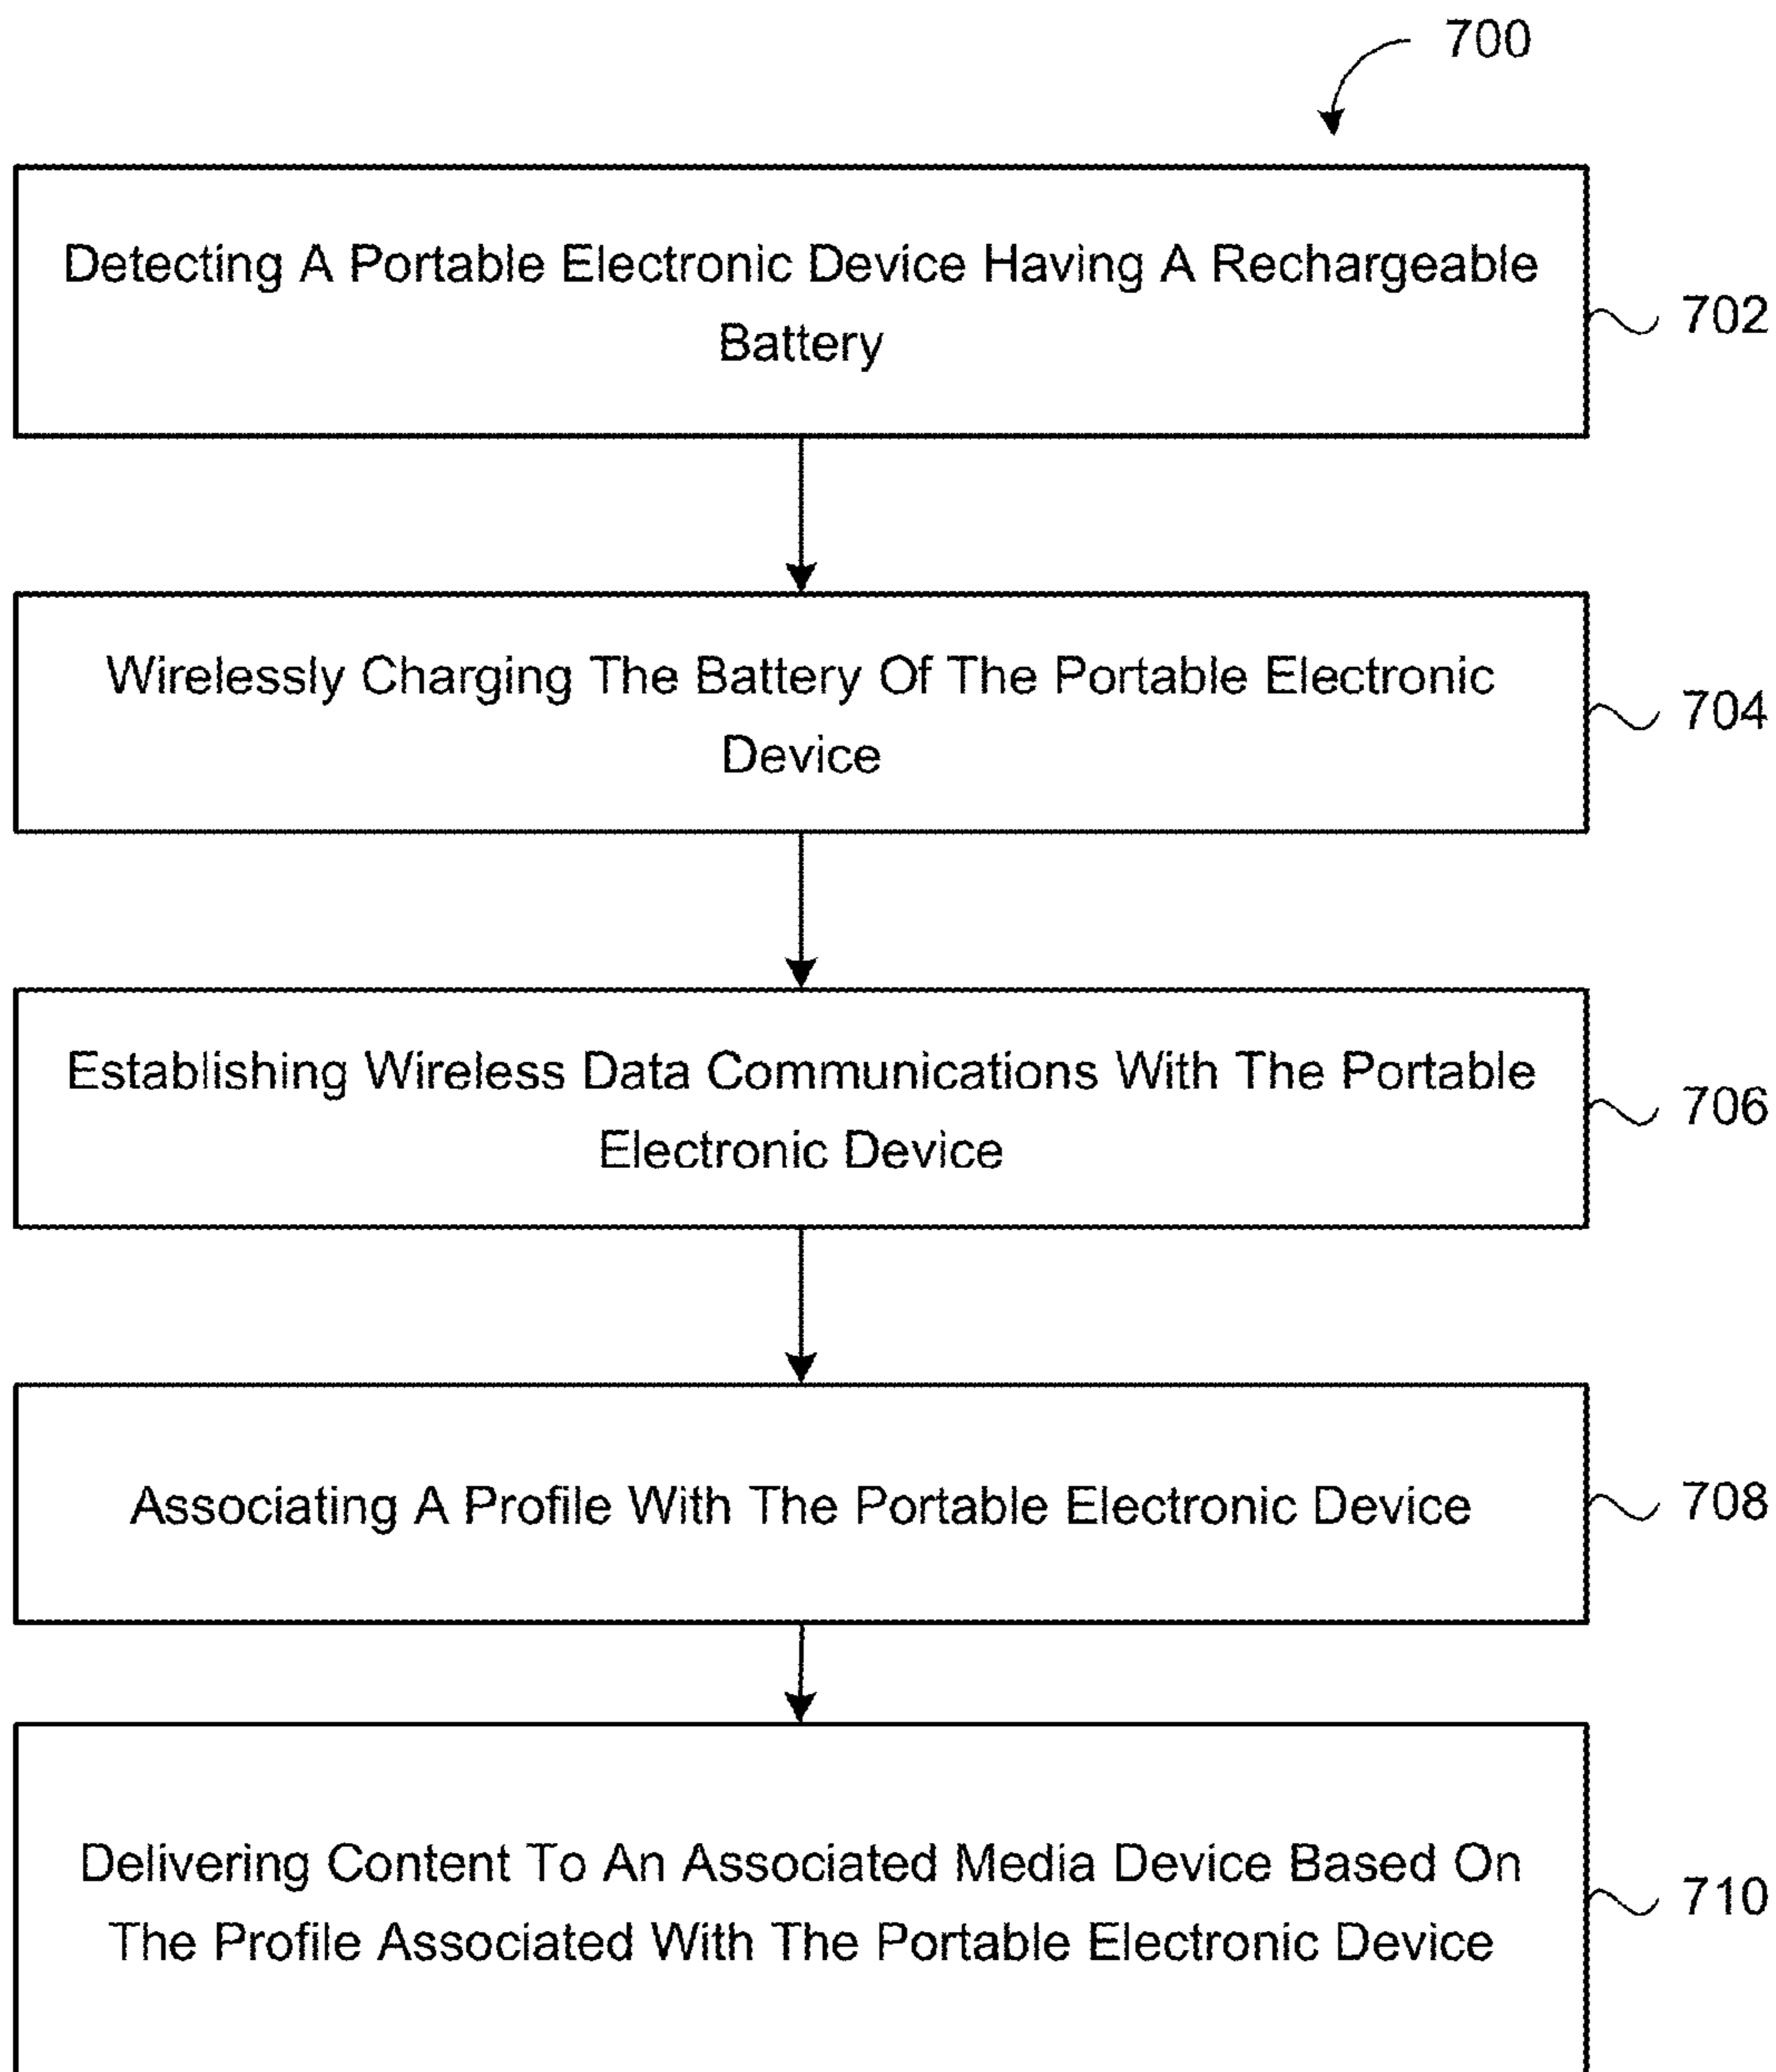 700
Detecting A Portable Electronic Device Having A Rechargeable
Battery
702
Wirelessly Charging The Battery Of The Portable Electronic
Device
704
Establishing Wireless Data Communications With The Portable
Electronic Device
706
Associating A Profile With The Portable Electronic Device
708
Delivering Content To An Associated Media Device Based On
The Profile Associated With The Portable Electronic Device
710